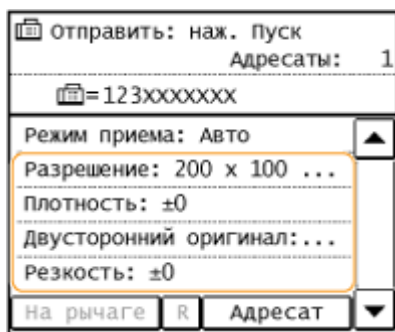 Отправить: наж. Пуск
Адресаты: 1
=123xxxxxxx
Режим приема: Авто
Разрешение: 200 x 100 ...
Плотность: ±0
Двусторонний оригинал:...
Резкость: ±0
На рычаге R Адресат